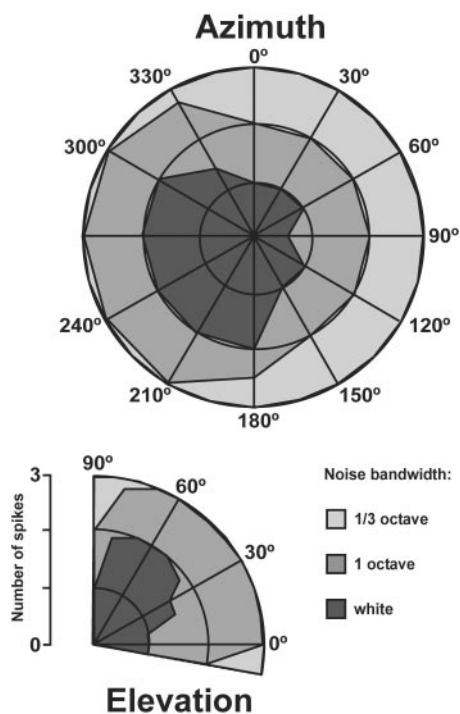 Azimuth
0º
330º
30º
300º
60º
90º
240º
120º
210º
150º
180º
90º
3
60º
Noise bandwidth:
Number of spikes
1/3 octave
30º
1 octave
white
0
0º
Elevation